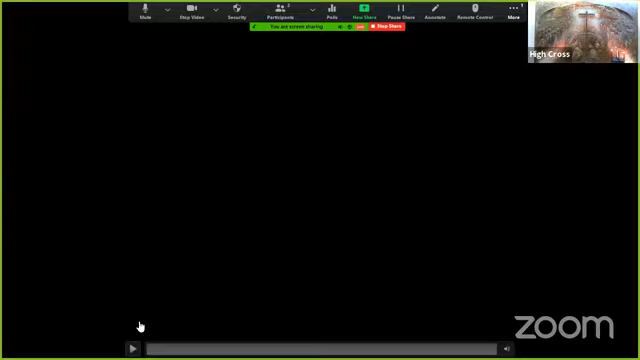 Mute
Stop Video
Security
Participants
Polls
New Share
Pause Share
Annotate
Remote Control
More
You are screen sharing
Stop Share
High Cross
zoom